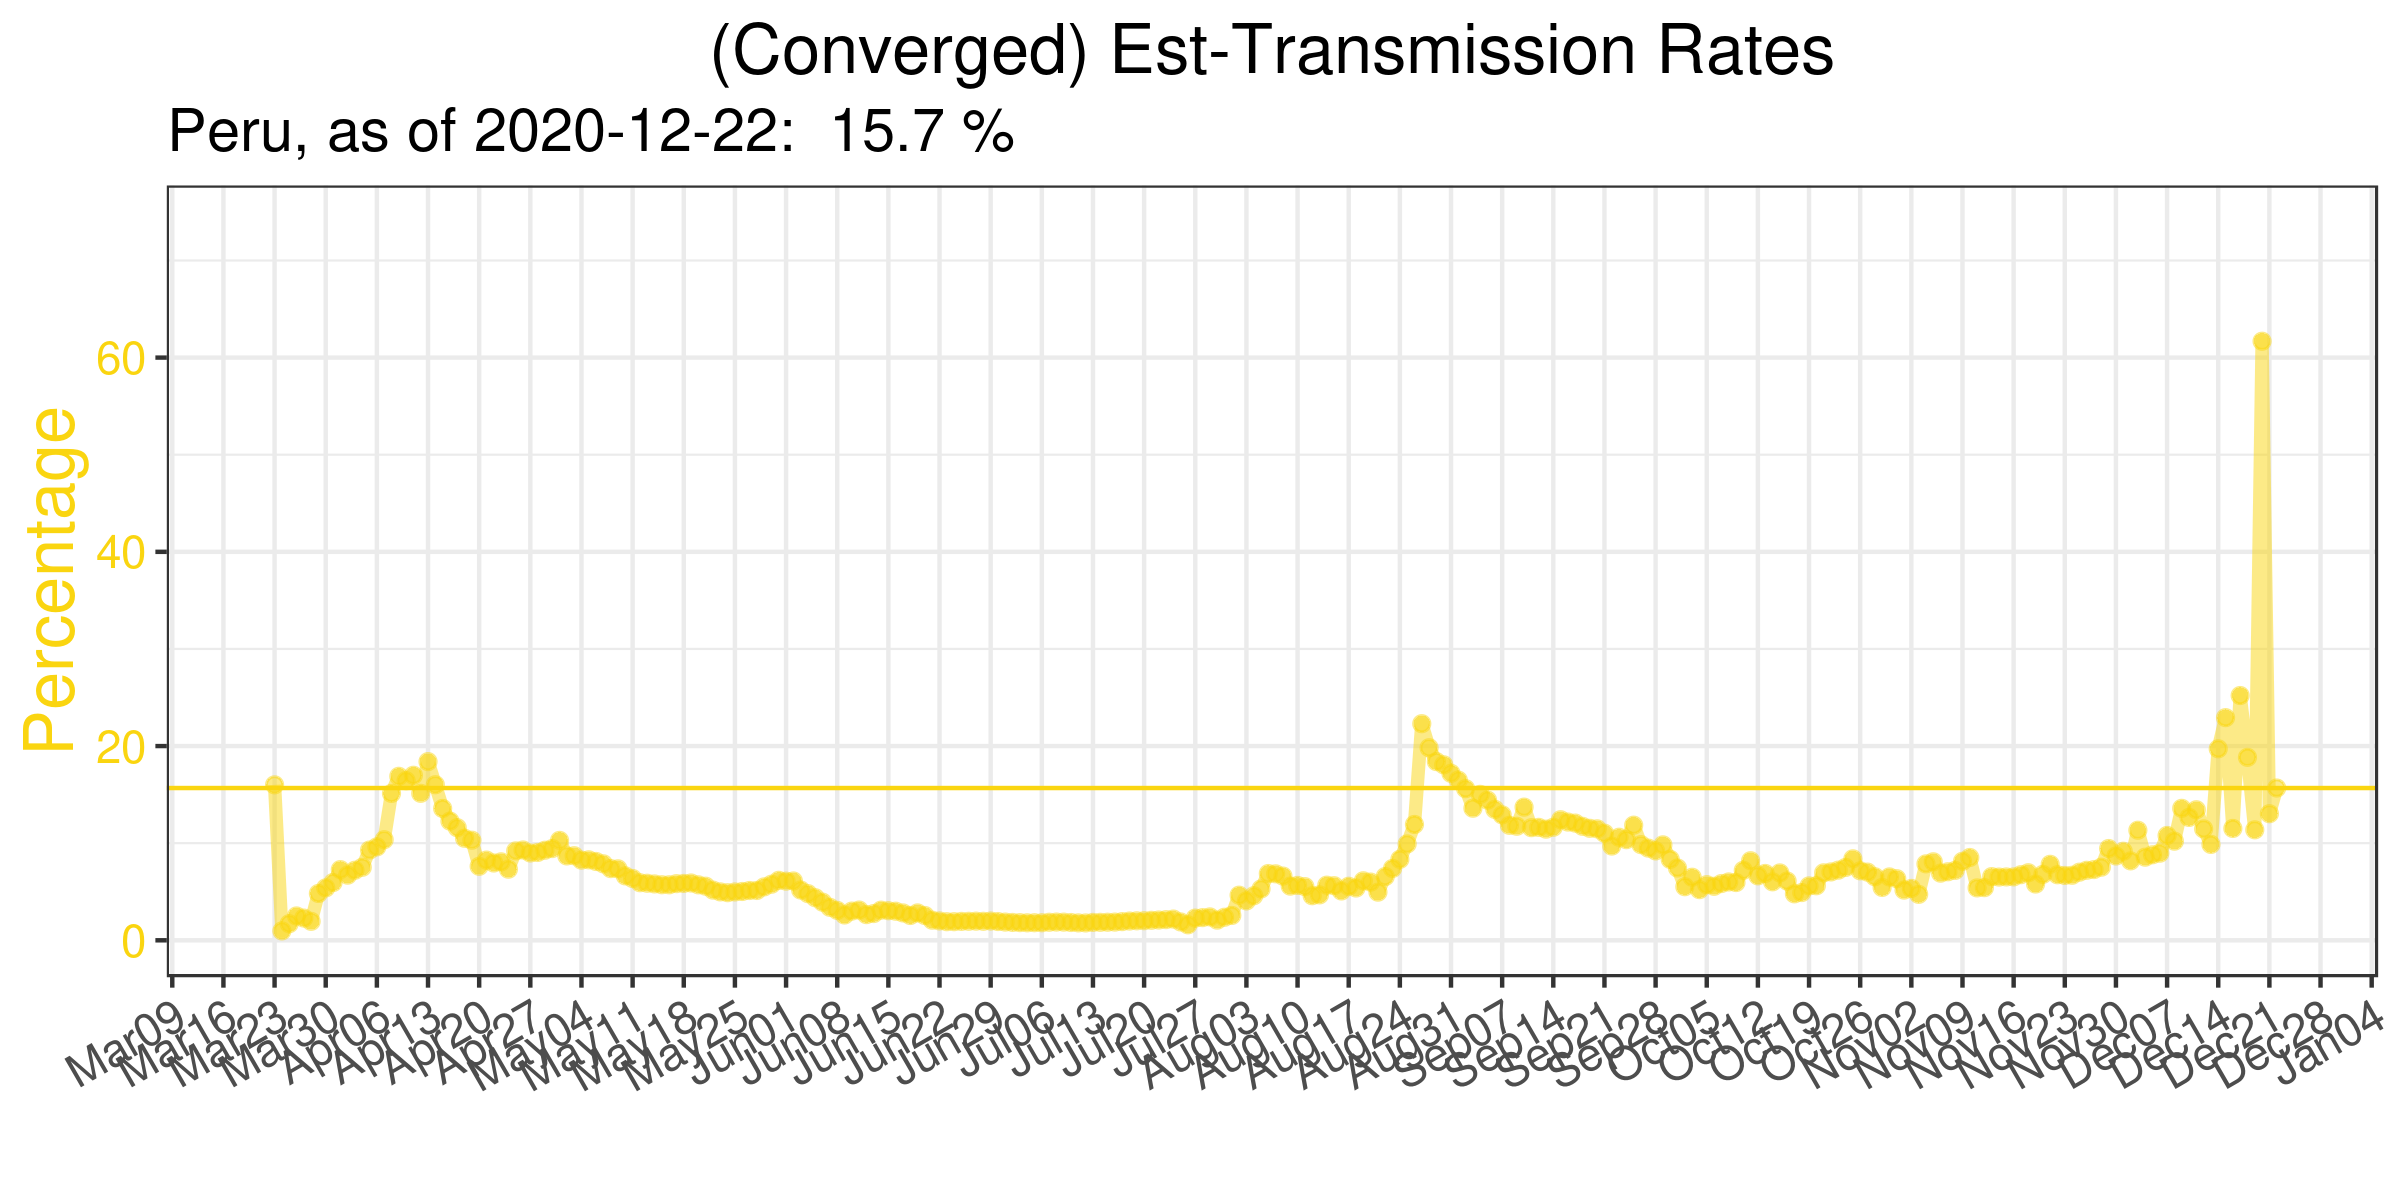 (Converged) Est-Transmission Rates
Peru, as of 2020-12-22:  15.7 %
Percentage
60
40
20
0
Mar09
Mar16
Mar23
Mar30
Apr06
Apr13
Apr20
Apr27
May04
May11
May18
May25
Jun01
Jun08
Jun15
Jun22
Jun29
Jul06
Jul13
Jul20
Jul27
Aug03
Aug10
Aug17
Aug24
Aug31
Sep07
Sep14
Sep21
Sep28
Oct05
Oct12
Oct19
Oct26
Nov02
Nov09
Nov16
Nov23
Nov30
Dec07
Dec14
Dec21
Dec28
Jan04